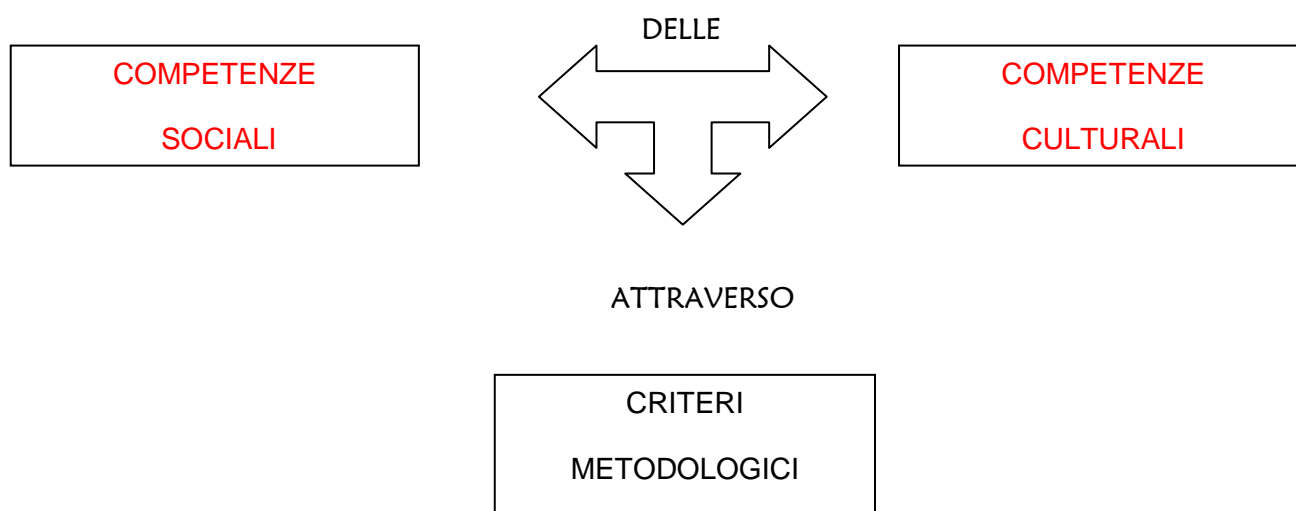 DELLE
COMPETENZE
SOCIALI
COMPETENZE
CULTURALI
ATTRAVERSO
CRITERI
METODOLOGICI